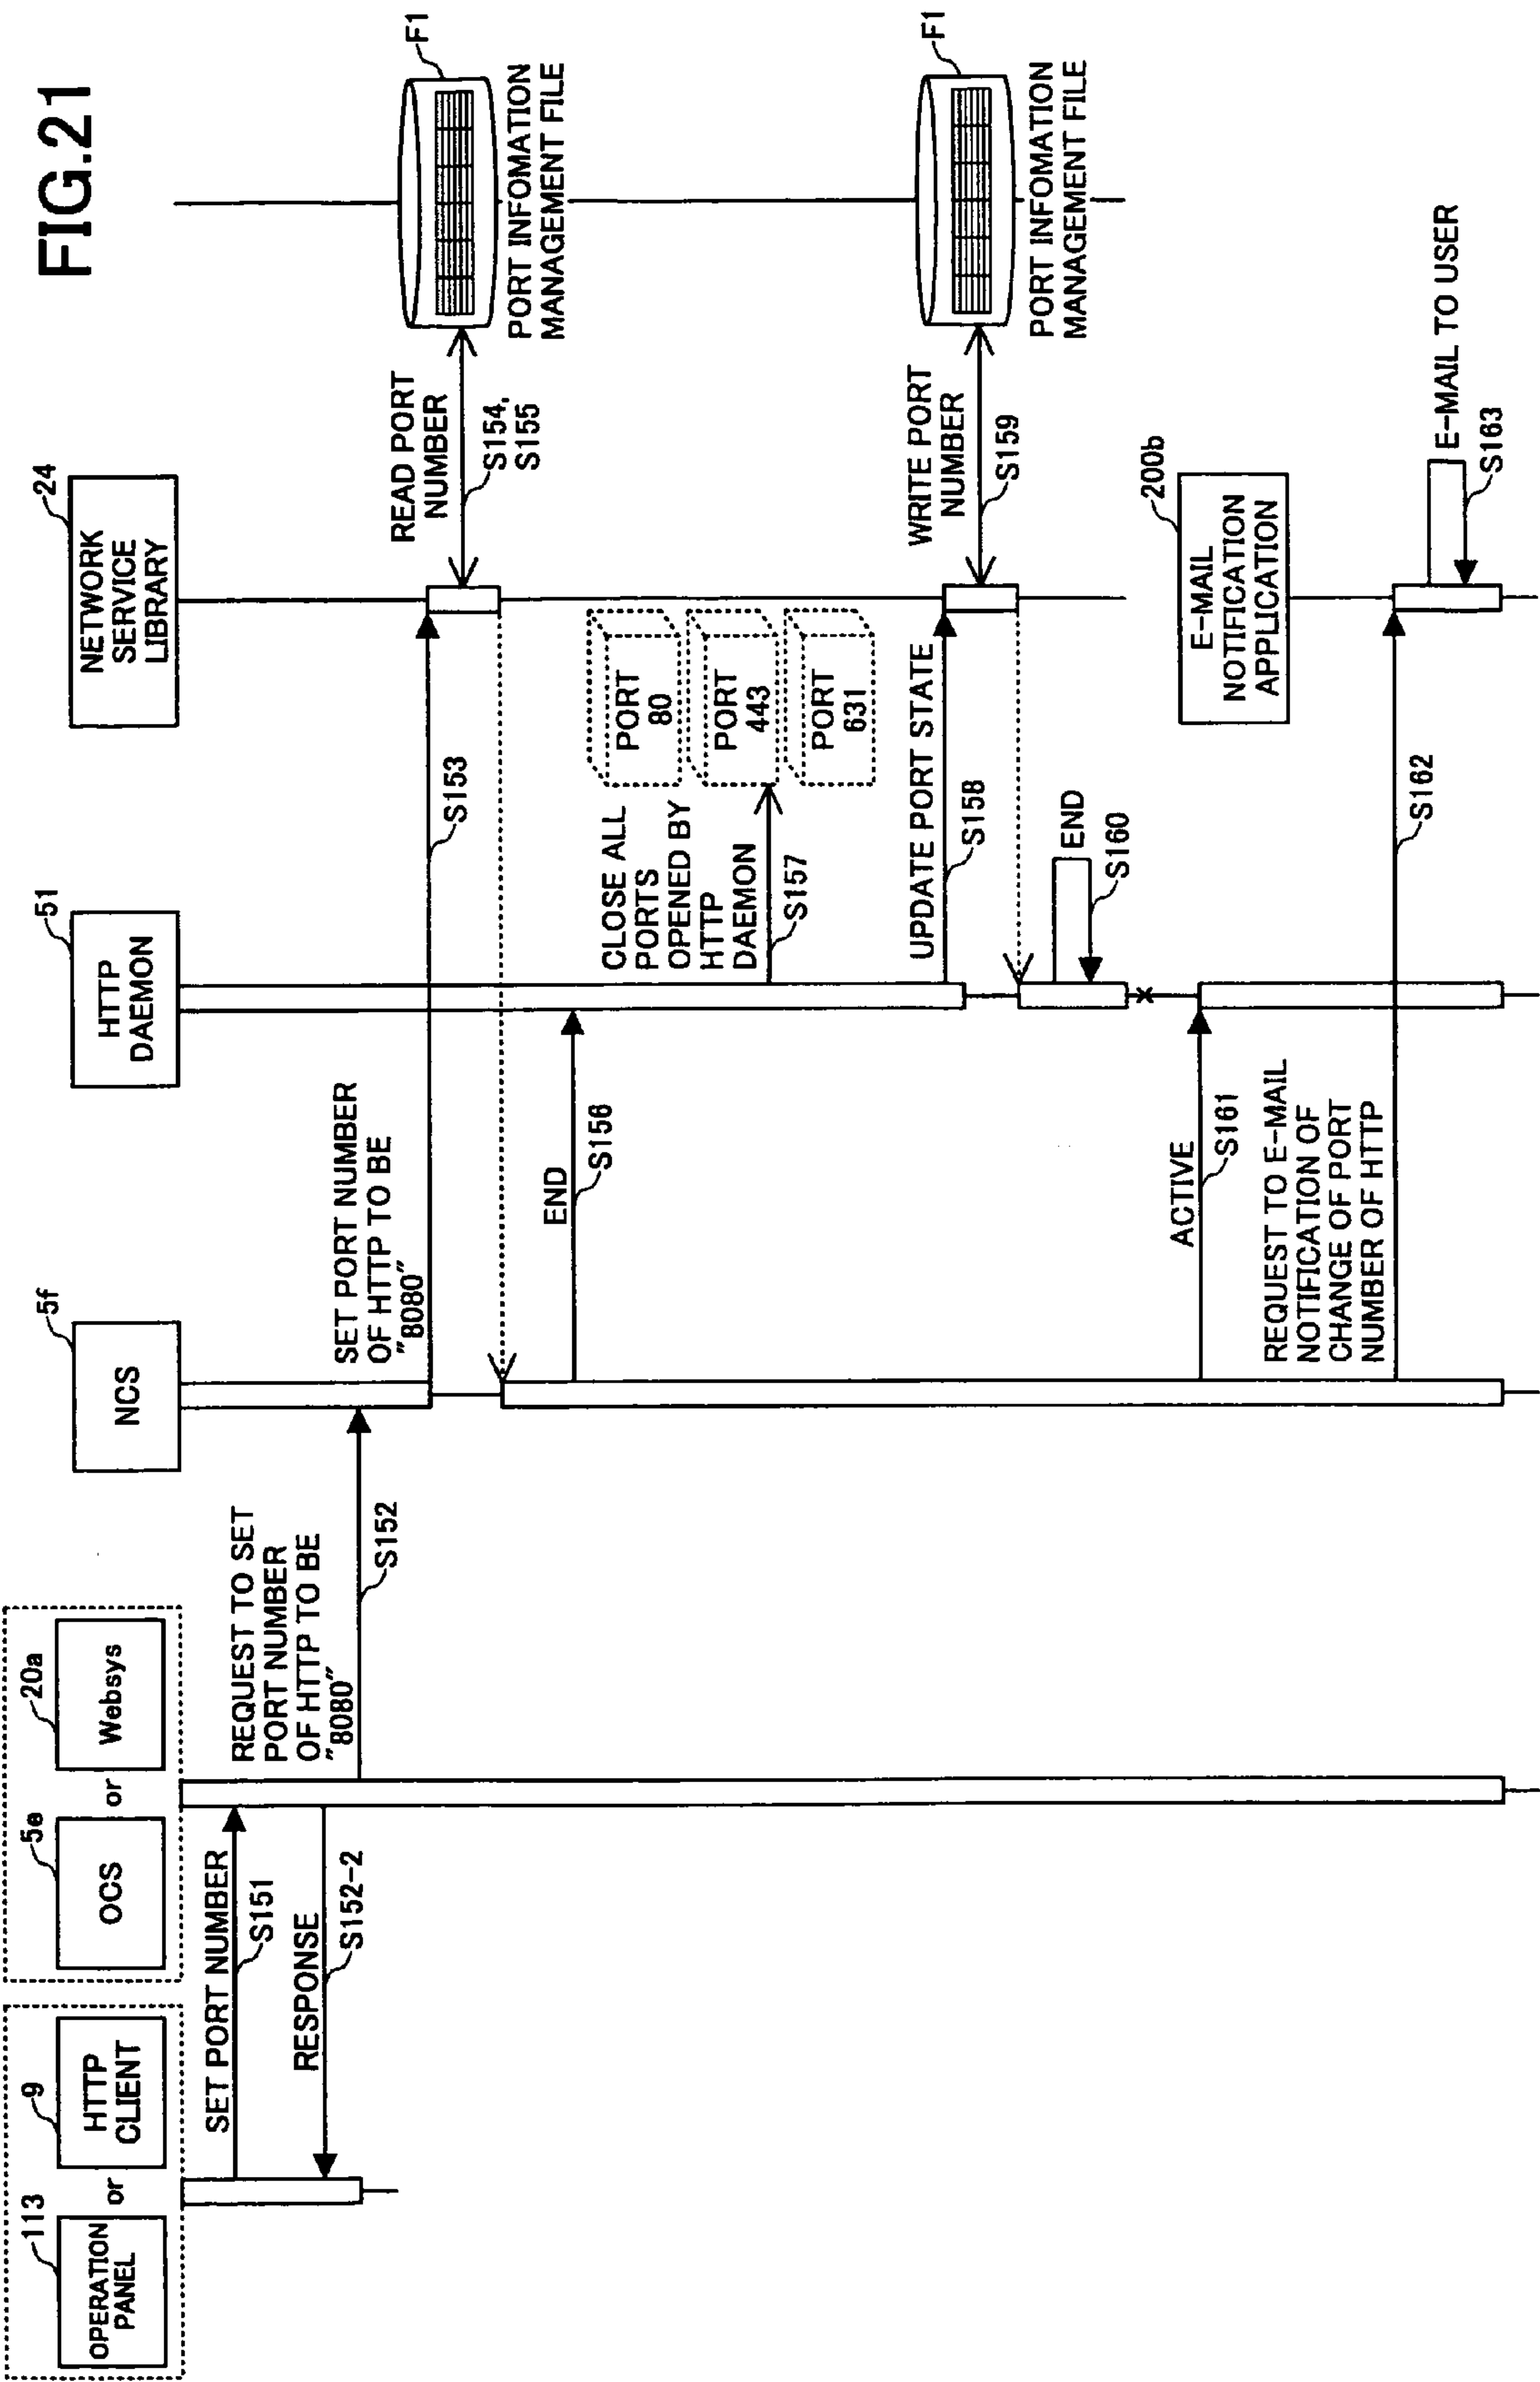 FIG.21
113
OPERATION
PANEL
or
9
HTTP
CLIENT
5e
OCS
or
20a
Websys
5f
NCS
51
HTTP
DAEMON
24
NETWORK
SERVICE
LIBRARY
SET PORT NUMBER
S151
RESPONSE
S152-2
REQUEST TO SET
PORT NUMBER
OF HTTP TO BE
"8080"
S152
SET PORT NUMBER
OF HTTP TO BE
"8080"
S153
READ PORT
NUMBER
S154,
S155
F1
PORT INFOMATION
MANAGEMENT FILE
END
S156
CLOSE ALL
PORTS
OPENED BY
HTTP
DAEMON
S157
PORT
80
PORT
443
PORT
631
UPDATE PORT STATE
S158
WRITE PORT
NUMBER
S159
F1
PORT INFOMATION
MANAGEMENT FILE
END
S160
ACTIVE
S161
200b
E-MAIL
NOTIFICATION
APPLICATION
REQUEST TO E-MAIL
NOTIFICATION OF
CHANGE OF PORT
NUMBER OF HTTP
S162
E-MAIL TO USER
S163